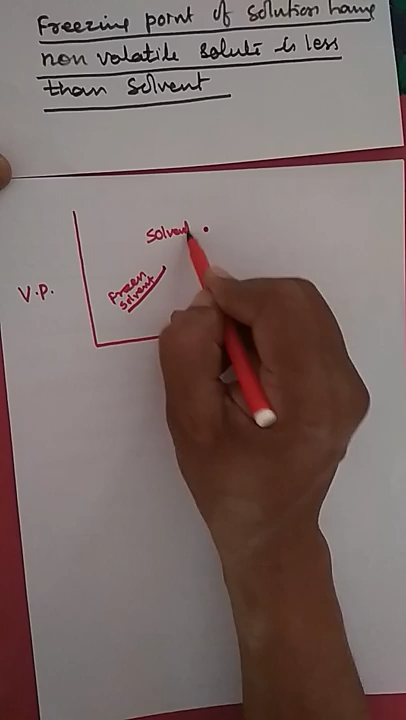 Freezing point of solution having
non volatile solute is less
than solvent
Solvent
V.P.
Frozen
solvent